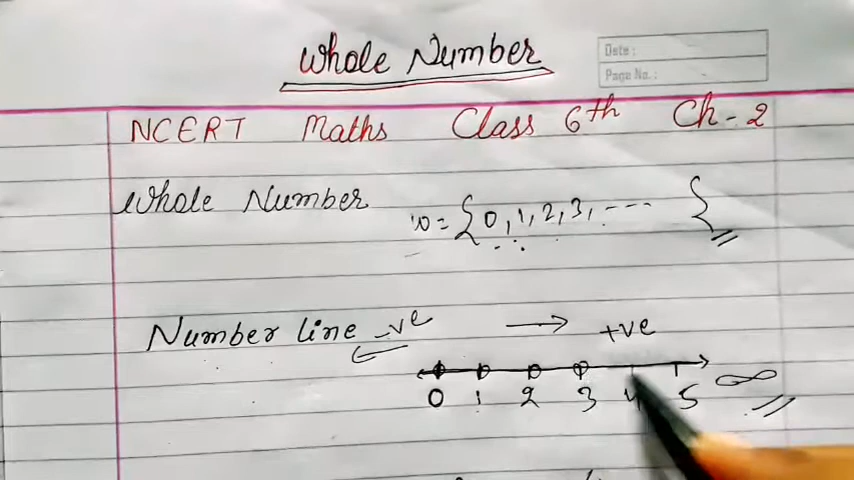 Whole Number
Date :
Page No. :
NCERT Maths Class 6th Ch - 2
Whole Number w = { 0, 1, 2, 3, - - - - {
Number line -ve → +ve
0 1 2 3 4 5 ∞